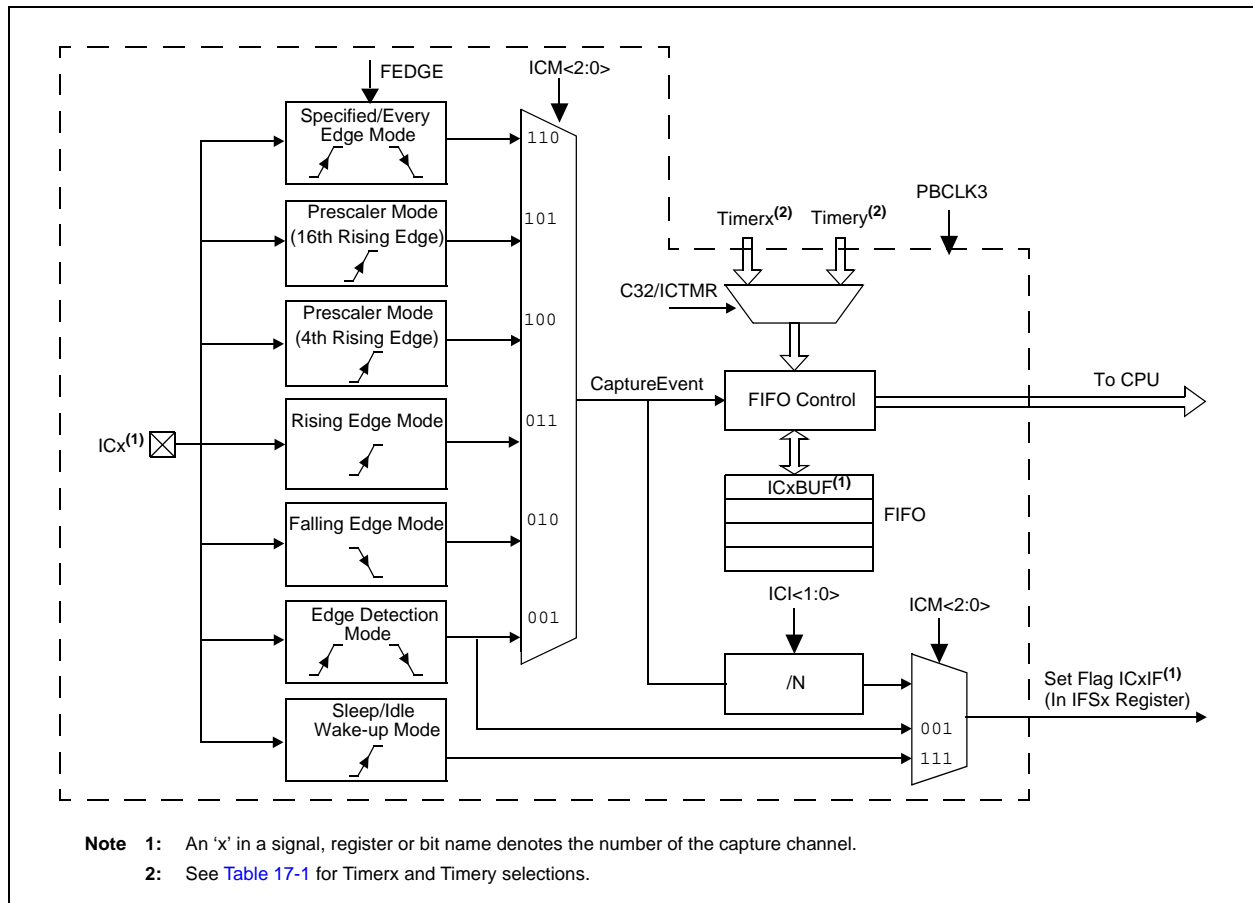 FEDGE
ICM<2:0>
Specified/Every
Edge Mode
110
Prescaler Mode
(16th Rising Edge)
101
PBCLK3
Timerx(2)
Timery(2)
C32/ICTMR
Prescaler Mode
(4th Rising Edge)
100
CaptureEvent
FIFO Control
To CPU
Rising Edge Mode
011
ICx(1)
ICxBUF(1)
FIFO
Falling Edge Mode
010
ICI<1:0>
ICM<2:0>
Edge Detection
Mode
001
/N
Set Flag ICxIF(1)
(In IFSx Register)
Sleep/Idle
Wake-up Mode
001
111
Note 1: An ‘x’ in a signal, register or bit name denotes the number of the capture channel.
2: See Table 17-1 for Timerx and Timery selections.